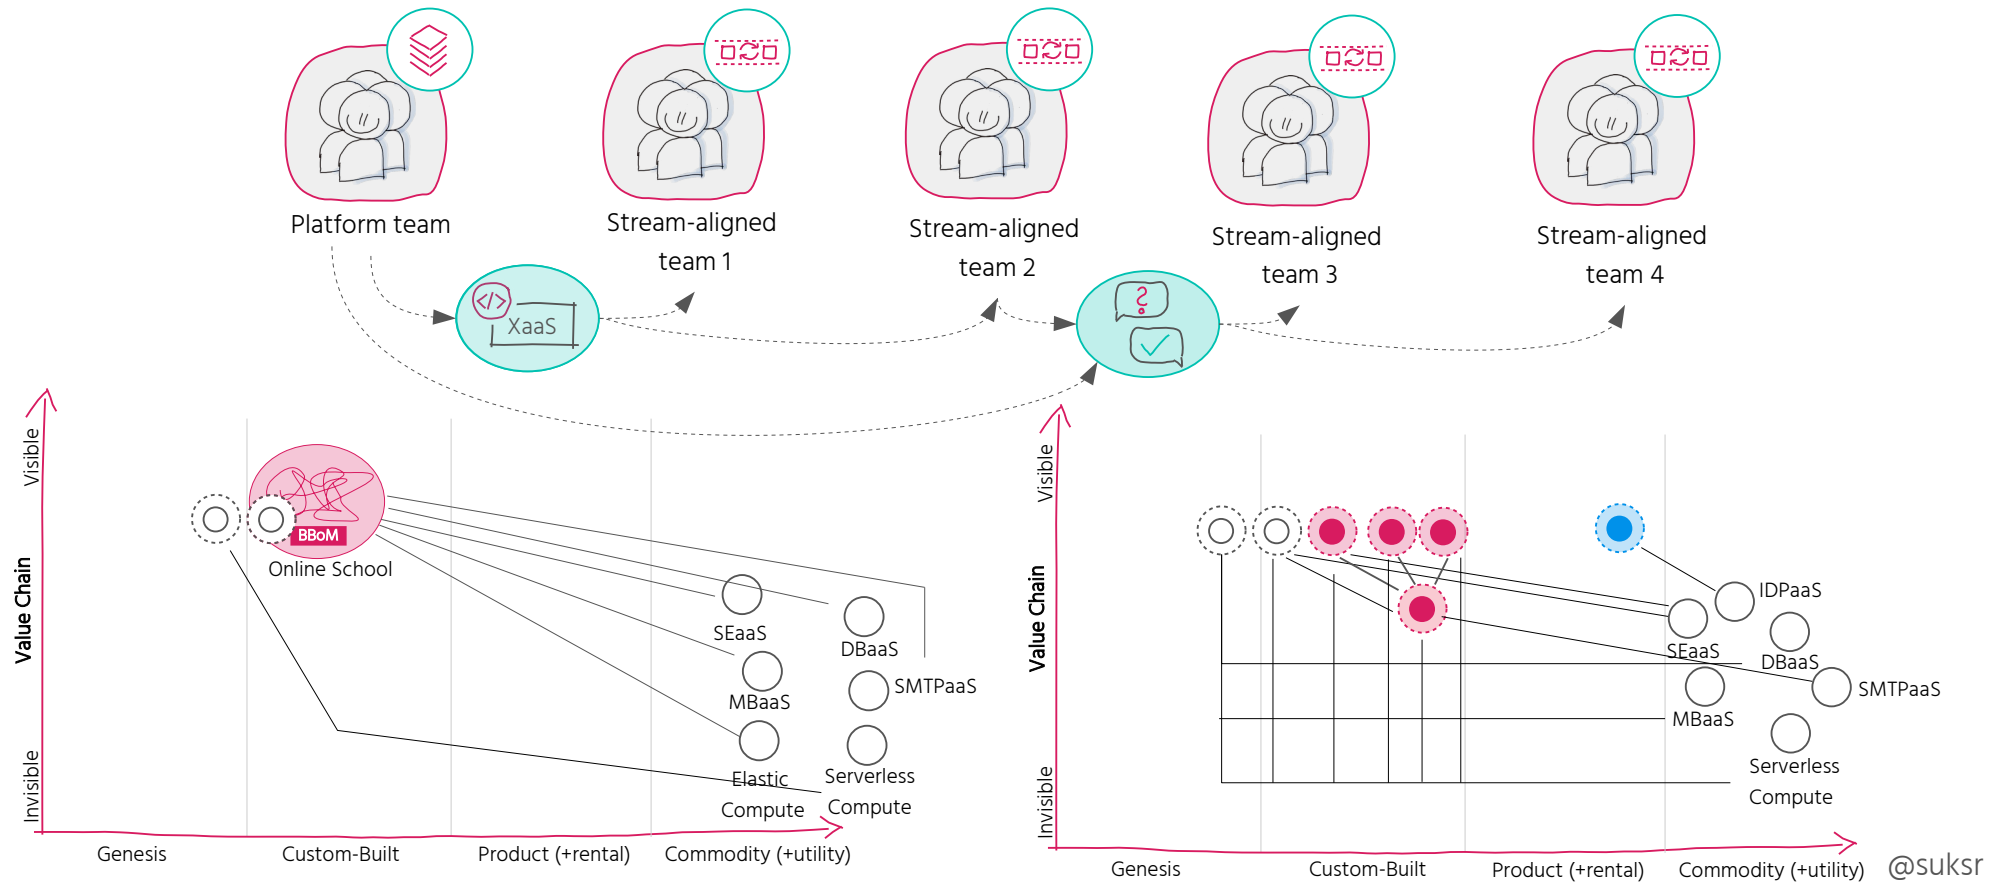 Platform team
Stream-aligned
team 1
Stream-aligned
team 2
Stream-aligned
team 3
Stream-aligned
team 4
</>
XaaS
?
Visible
Value Chain
Invisible
BBoM
Online School
SEaaS
DBaaS
MBaaS
SMTPaaS
Elastic
Compute
Serverless
Compute
Genesis
Custom-Built
Product (+rental)
Commodity (+utility)
Visible
Value Chain
Invisible
IDPaaS
SEaaS
DBaaS
MBaaS
SMTPaaS
Serverless
Compute
Genesis
Custom-Built
Product (+rental)
Commodity (+utility)
@suksr